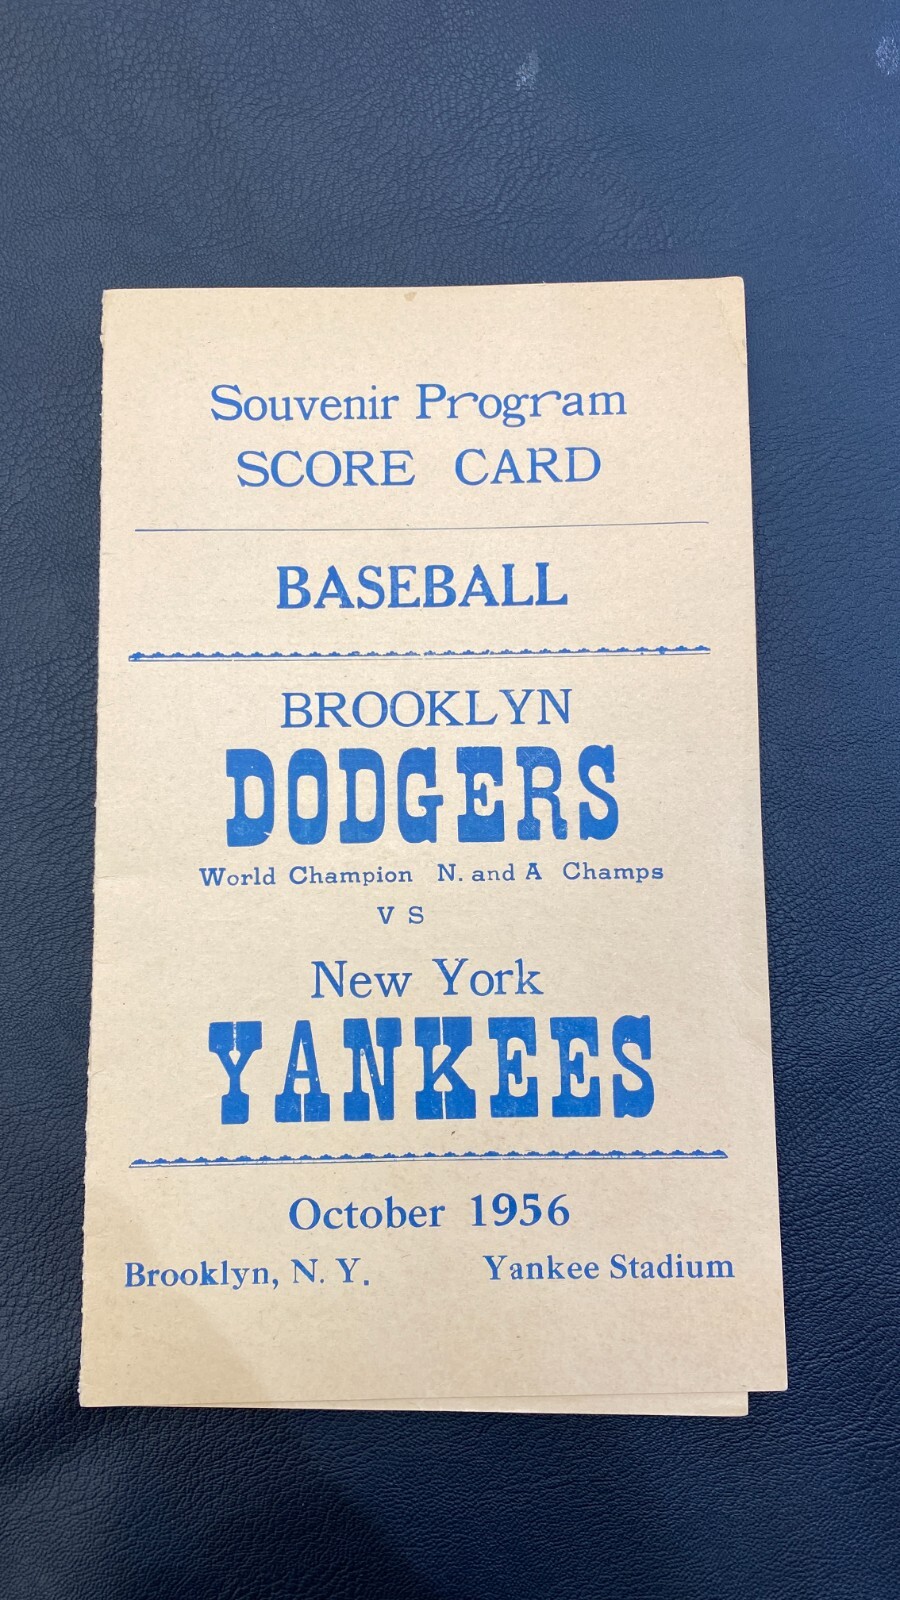 Souvenir Program
SCORE CARD
BASEBALL
BROOKLYN
DODGERS
World Champion N. and A Champs
VS
New York
YANKEES
October 1956
Brooklyn, N. Y. Yankee Stadium